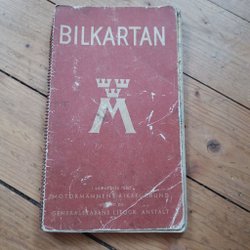 BILKARTAN
M
MOTORMÄNNENS RIKSFÖRBUND
GENERALSTABENS LITOGR. ANSTALT